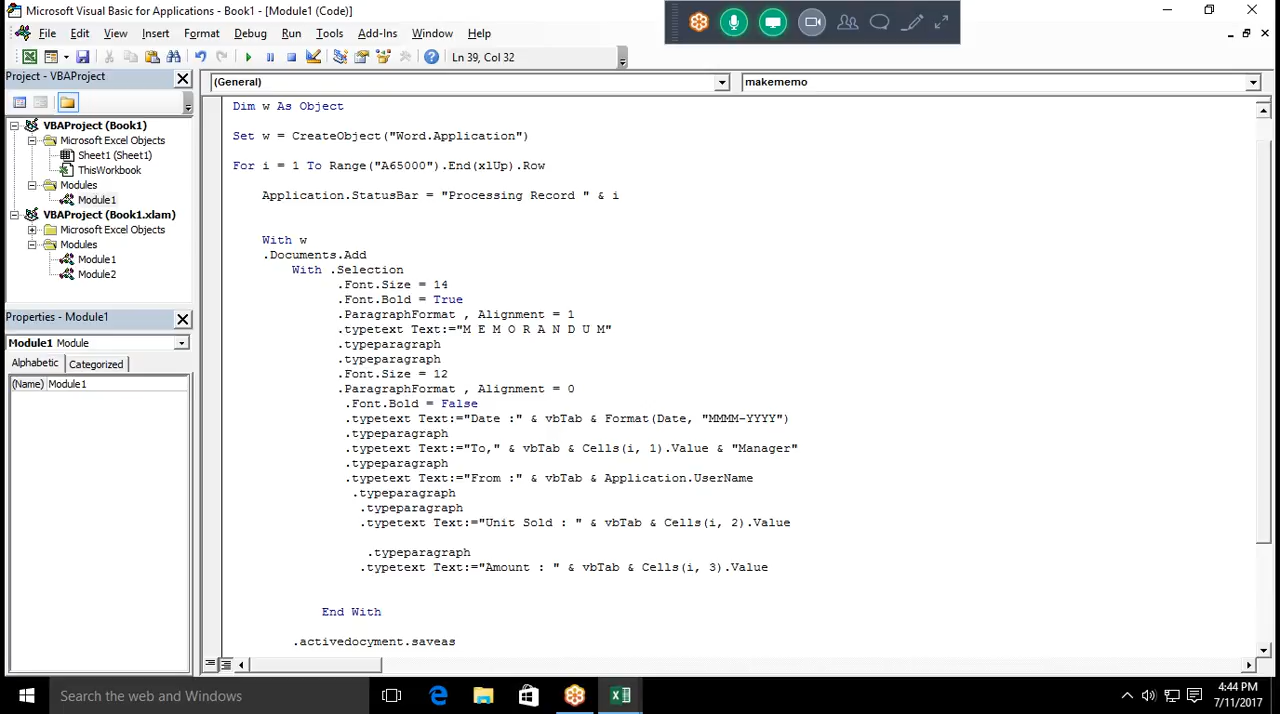 Microsoft Visual Basic for Applications - Book1 - [Module1 (Code)]
File Edit View Insert Format Debug Run Tools Add-Ins Window Help
Ln 39, Col 32
Project - VBAProject
(General)
makememo
VBAProject (Book1)
Microsoft Excel Objects
Sheet1 (Sheet1)
ThisWorkbook
Modules
Module1
VBAProject (Book1.xlam)
Microsoft Excel Objects
Modules
Module1
Module2
Properties - Module1
Module1 Module
Alphabetic Categorized
(Name) Module1
Dim w As Object
Set w = CreateObject("Word.Application")
For i = 1 To Range("A65000").End(xlUp).Row
Application.StatusBar = "Processing Record " & i
With w
.Documents.Add
With .Selection
.Font.Size = 14
.Font.Bold = True
.ParagraphFormat , Alignment = 1
.typetext Text:="M E M O R A N D U M"
.typeparagraph
.typeparagraph
.Font.Size = 12
.ParagraphFormat , Alignment = 0
.Font.Bold = False
.typetext Text:="Date :" & vbTab & Format(Date, "MMMM-YYYY")
.typeparagraph
.typetext Text:="To," & vbTab & Cells(i, 1).Value & "Manager"
.typeparagraph
.typetext Text:="From :" & vbTab & Application.UserName
.typeparagraph
.typeparagraph
.typetext Text:="Unit Sold : " & vbTab & Cells(i, 2).Value
.typeparagraph
.typetext Text:="Amount : " & vbTab & Cells(i, 3).Value
End With
.activedocyment.saveas
Search the web and Windows
4:44 PM
7/11/2017